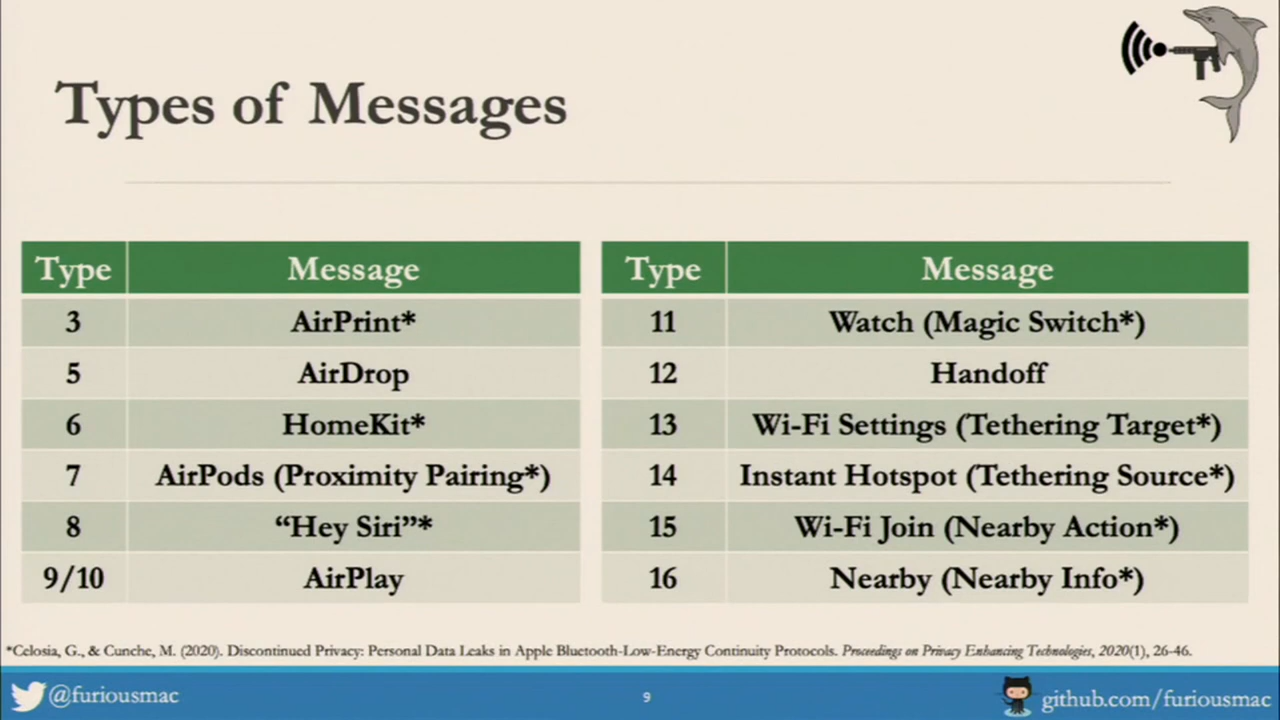 Types of Messages
Type Message
3 AirPrint*
5 AirDrop
6 HomeKit*
7 AirPods (Proximity Pairing*)
8 “Hey Siri”*
9/10 AirPlay
Type Message
11 Watch (Magic Switch*)
12 Handoff
13 Wi-Fi Settings (Tethering Target*)
14 Instant Hotspot (Tethering Source*)
15 Wi-Fi Join (Nearby Action*)
16 Nearby (Nearby Info*)
*Celosia, G., & Cunche, M. (2020). Discontinued Privacy: Personal Data Leaks in Apple Bluetooth-Low-Energy Continuity Protocols. Proceedings on Privacy Enhancing Technologies, 2020(1), 26-46.
@furiousmac
9
github.com/furiousmac